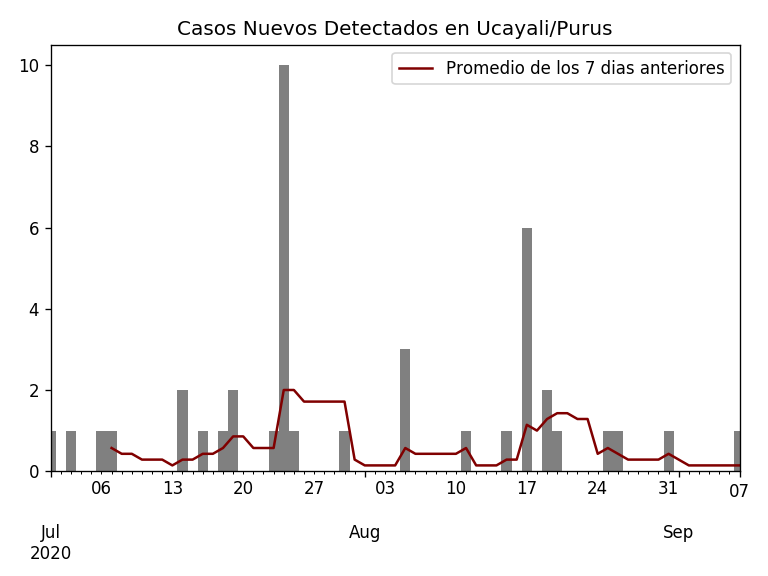 Casos Nuevos Detectados en Ucayali/Purus
Promedio de los 7 dias anteriores
10
8
6
4
2
0
06 13 20 27 03 10 17 24 31 07
Jul Aug Sep
2020